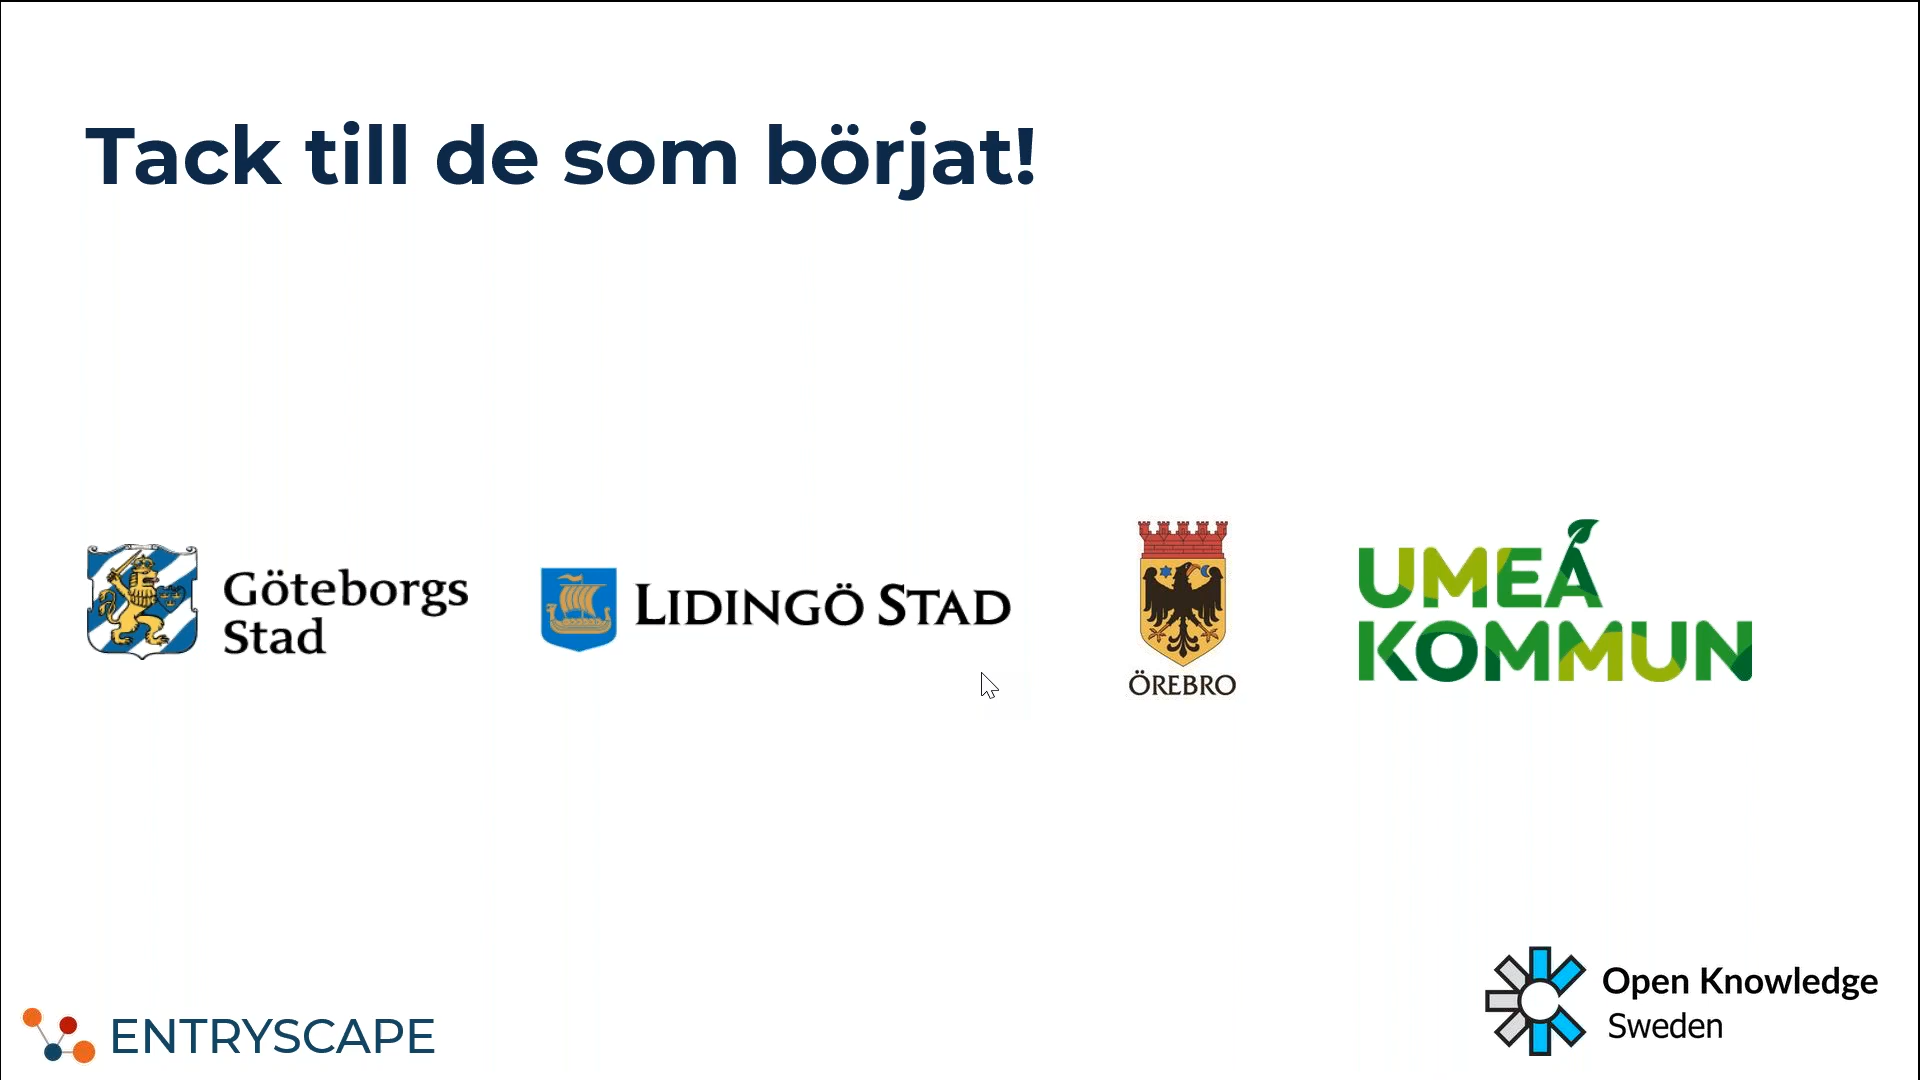 Tack till de som börjat!
Göteborgs
Stad
LIDINGÖ STAD
ÖREBRO
UMEÅ
KOMMUN
ENTRYSCAPE
Open Knowledge
Sweden